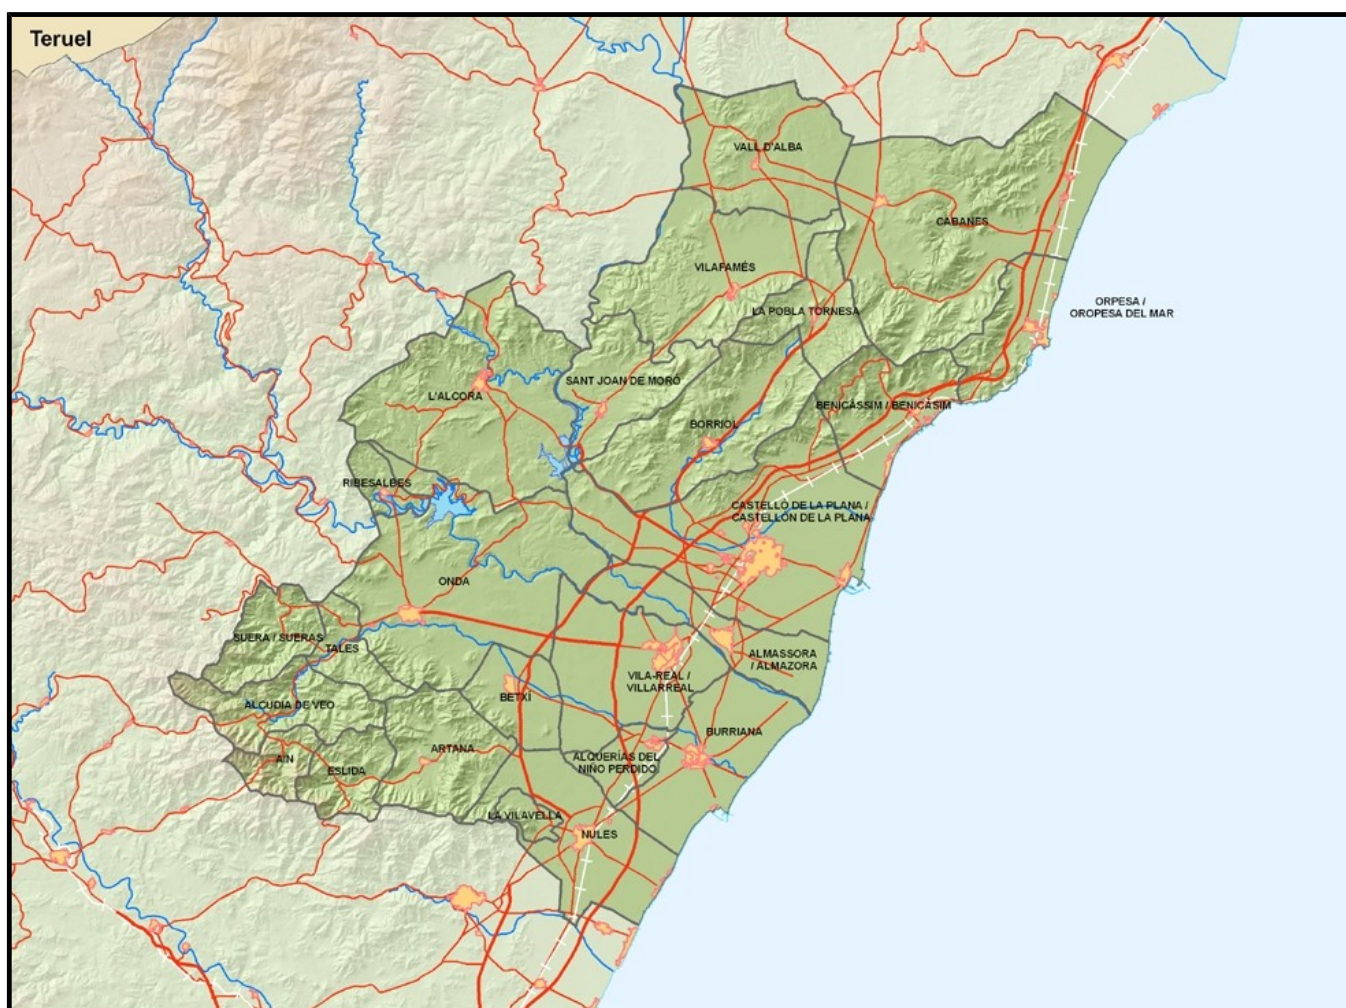 Teruel
VALL D'ALBA
CABANES
VILAFAMÉS
ORPESA /
OROPESA DEL MAR
LA POBLA TORNESA
SANT JOAN DE MORÓ
L'ALCORA
BENICÀSSIM / BENICÁSIM
BORRIOL
RIBESALBES
CASTELLÓ DE LA PLANA /
CASTELLÓN DE LA PLANA
ONDA
SUERA / SUERAS
TALES
ALMASSORA
/ ALMAZORA
VILA-REAL /
VILLARREAL
BETXÍ
ALCUDIA DE VEO
BURRIANA
ARTANA
AIN
ALQUERÍAS DEL
NIÑO PERDIDO
ESLIDA
LA VILAVELLA
NULES